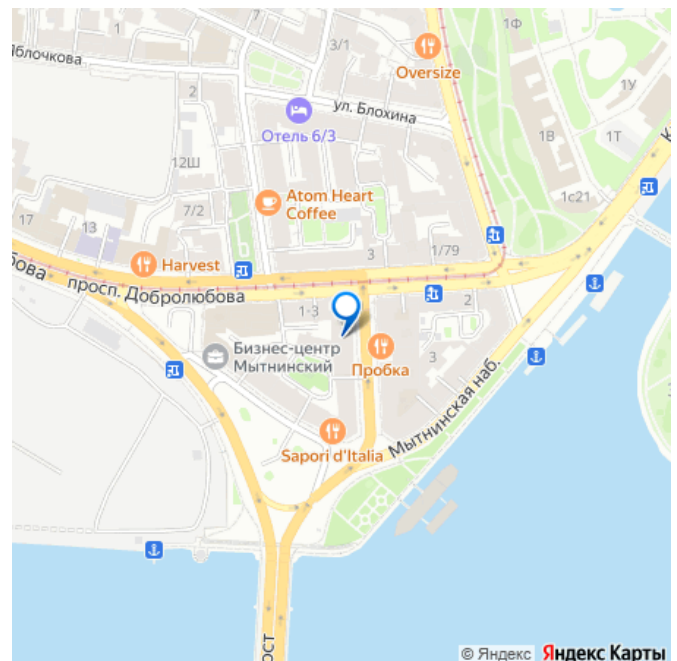 7
1Ф
1
3/1
Яблочкова
Oversize
1У
2
ул. Блохина
Отель 6/3
1В
1Т
12Ш
Atom Heart
Coffee
1с21
7/2
17
13
3
1/79
Harvest
бова
просп. Добролюбова
1-3
2
Бизнес-центр
Мытнинский
3
Пробка
Мытнинская наб.
Sapori d'Italia
ост
© Яндекс Яндекс Карты